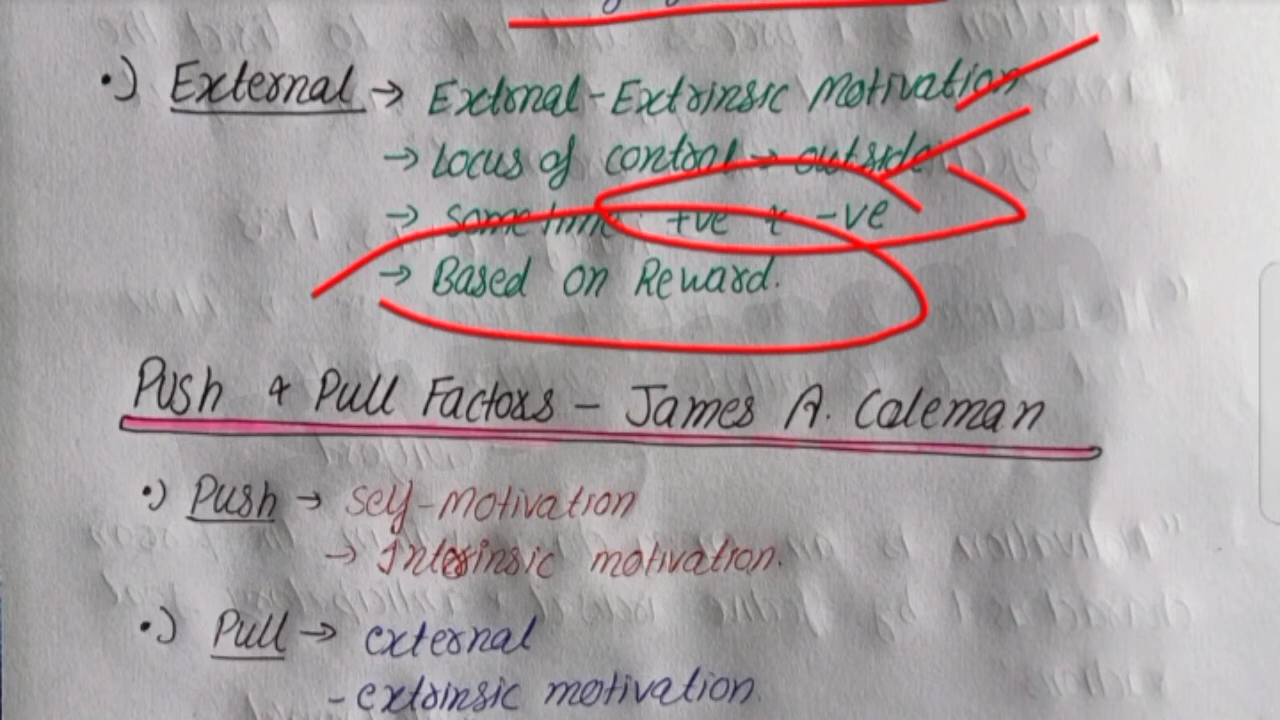 •) External → Extrnal-Extrinsic Motivation
→ Locus of control → outside
→ Sometime +ve & -ve
→ Based on Reward.
Push & Pull Factors – James A. Coleman
•) Push → Self-Motivation
→ Intrinsic motivation.
•) Pull → external
- extrinsic motivation.